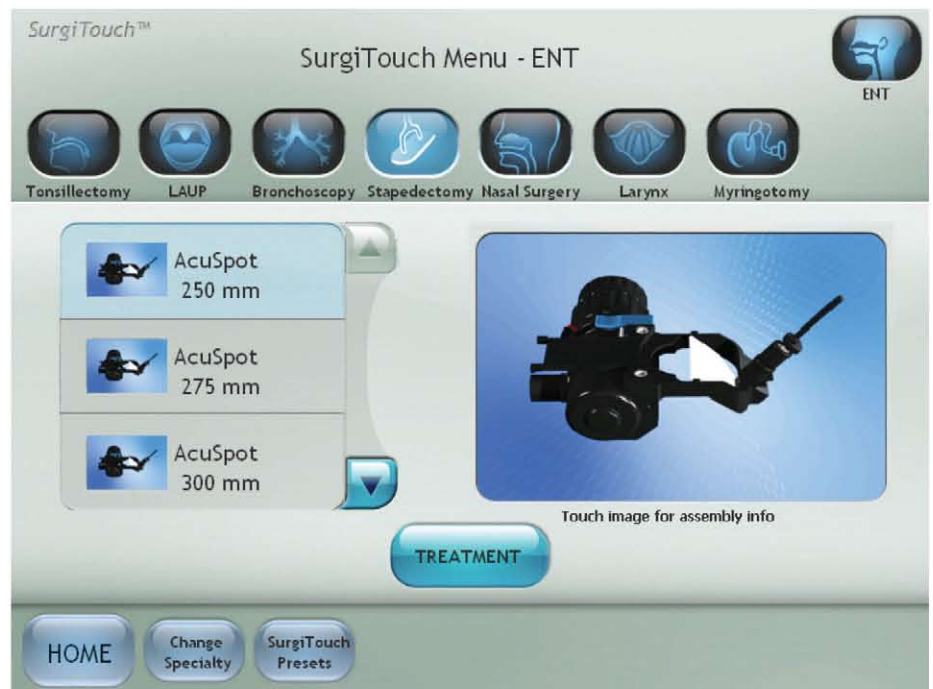 SurgiTouch™
SurgiTouch Menu - ENT
ENT
Tonsillectomy LAUP Bronchoscopy Stapedectomy Nasal Surgery Larynx Myringotomy
AcuSpot
250 mm
AcuSpot
275 mm
AcuSpot
300 mm
Touch image for assembly info
TREATMENT
HOME
Change
Specialty
SurgiTouch
Presets